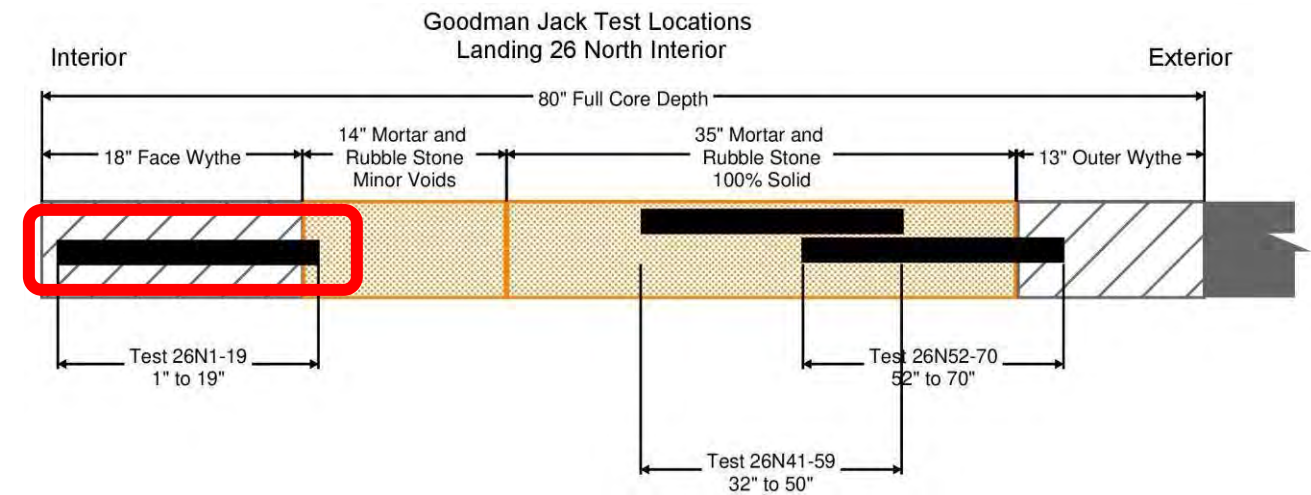 Goodman Jack Test Locations
Landing 26 North Interior
Interior
Exterior
80" Full Core Depth
18" Face Wythe
14" Mortar and
Rubble Stone
Minor Voids
35" Mortar and
Rubble Stone
100% Solid
13" Outer Wythe
Test 26N1-19
1" to 19"
Test 26N52-70
52" to 70"
Test 26N41-59
32" to 50"